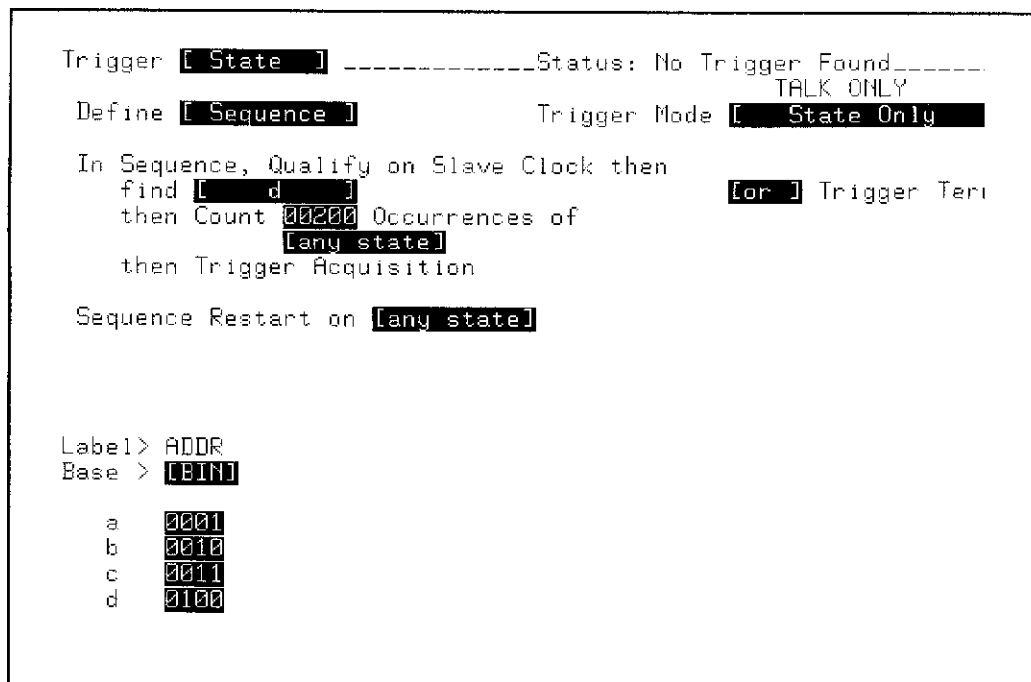 Trigger [ State ] _____________Status: No Trigger Found______
TALK ONLY
Define [ Sequence ] Trigger Mode [ State Only
In Sequence, Qualify on Slave Clock then
find [ d ] [or ] Trigger Ter
then Count 00200 Occurrences of
[any state]
then Trigger Acquisition
Sequence Restart on [any state]
Label> ADDR
Base > [BIN]
a 0001
b 0010
c 0011
d 0100